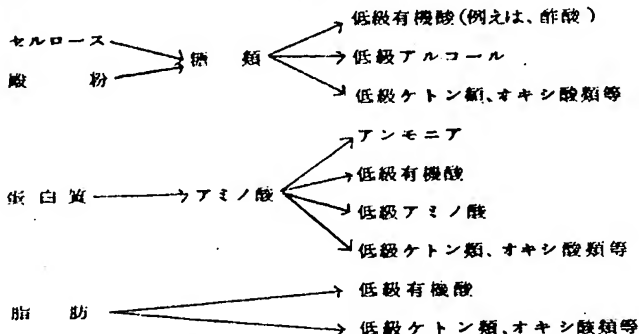 低級有機酸(例えは、酢酸)
セルロース
糖類
低級アルコール
澱粉
低級ケトン類、オキシ酸類等
アンモニア
低級有機酸
蛋白質
アミノ酸
低級アミノ酸
低級ケトン類、オキシ酸類等
低級有機酸
脂肪
低級ケトン類、オキシ酸類等